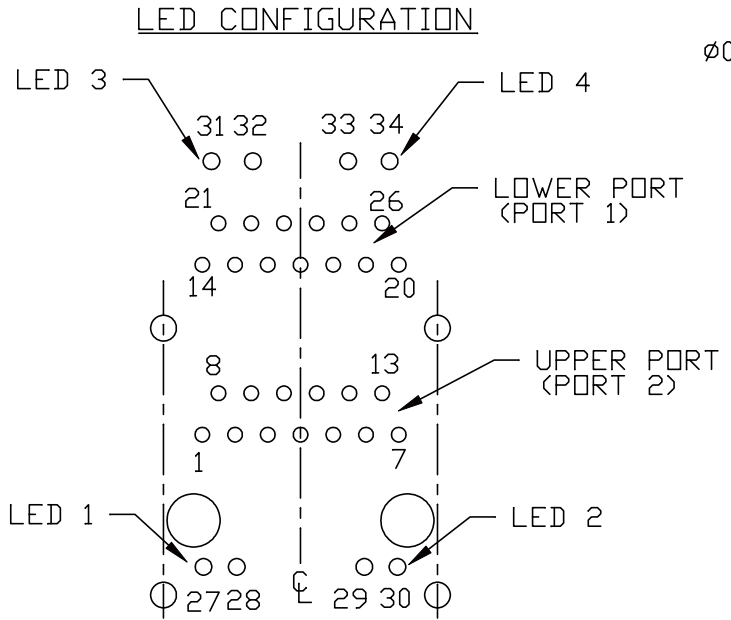 LED CONFIGURATION
Ø0
LED 3
LED 4
31 32 33 34
21 26
LOWER PORT
(PORT 1)
14 20
8 13
UPPER PORT
(PORT 2)
1 7
LED 1
LED 2
27 28 ℄ 29 30